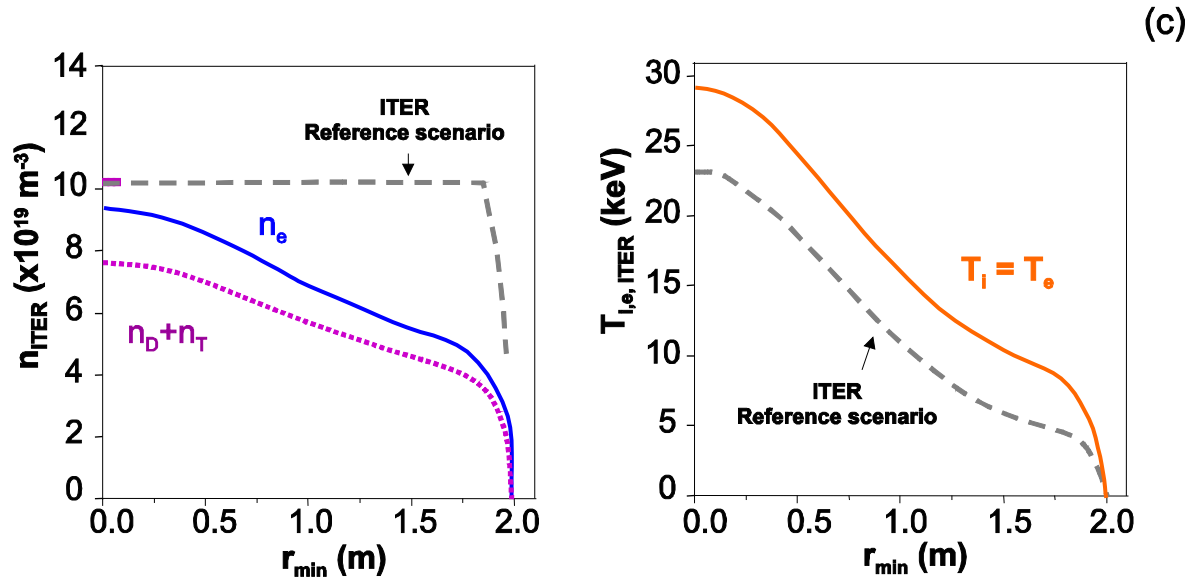 (c)
14
12
10
8
6
4
2
0
n_ITER (x10^19 m^-3)
ITER
Reference scenario
n_e
n_D+n_T
0.0 0.5 1.0 1.5 2.0
r_min (m)
30
25
20
15
10
5
0
T_I,e, ITER (keV)
T_i = T_e
ITER
Reference scenario
0.0 0.5 1.0 1.5 2.0
r_min (m)